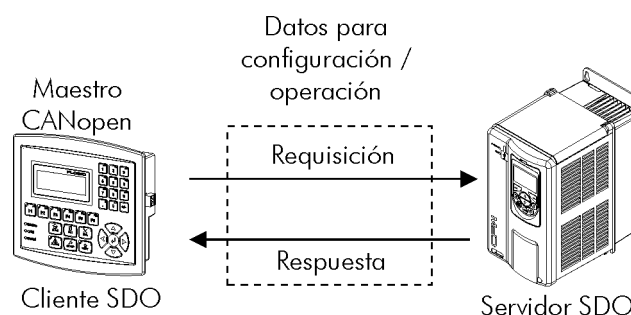 Datos para
configuración /
operación
Maestro
CANopen
Requisición
Respuesta
Cliente SDO
Servidor SDO